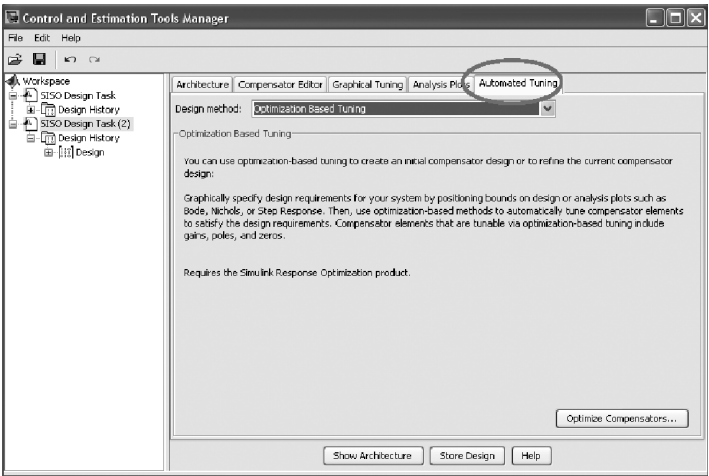 Control and Estimation Tools Manager
File Edit Help
Workspace
SISO Design Task
Design History
SISO Design Task (2)
Design History
Design
Architecture Compensator Editor Graphical Tuning Analysis Plots Automated Tuning
Design method: Optimization Based Tuning
Optimization Based Tuning
You can use optimization-based tuning to create an initial compensator design or to refine the current compensator
design:
Graphically specify design requirements for your system by positioning bounds on design or analysis plots such as
Bode, Nichols, or Step Response. Then, use optimization-based methods to automatically tune compensator elements
to satisfy the design requirements. Compensator elements that are tunable via optimization-based tuning include
gains, poles, and zeros.
Requires the Simulink Response Optimization product.
Optimize Compensators...
Show Architecture Store Design Help